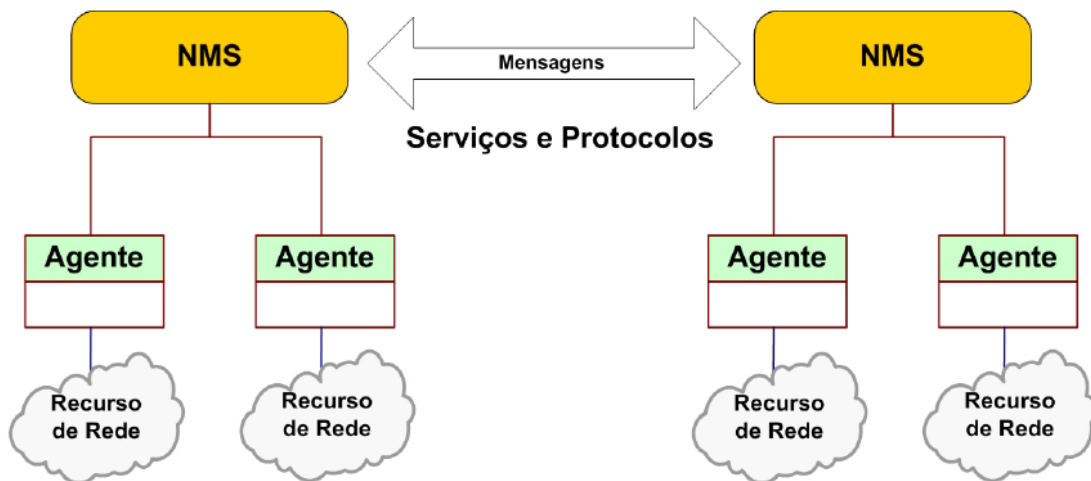 NMS
Mensagens
NMS
Serviços e Protocolos
Agente
Agente
Agente
Agente
Recurso
de Rede
Recurso
de Rede
Recurso
de Rede
Recurso
de Rede